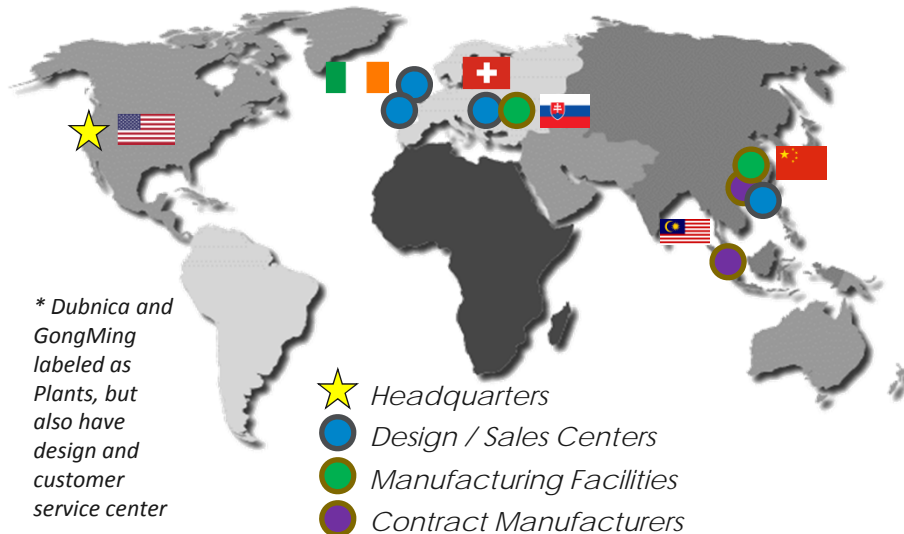 * Dubnica and
GongMing
labeled as
Plants, but
also have
design and
customer
service center
Headquarters
Design / Sales Centers
Manufacturing Facilities
Contract Manufacturers